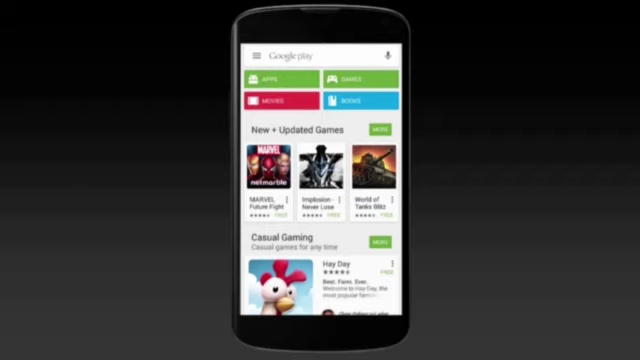 Google play
APPS
GAMES
MOVIES
BOOKS
New + Updated Games
MORE
MARVEL
netmarble
MARVEL
Future Fight
FREE
Implosion -
Never Lose
FREE
World of
Tanks Blitz
FREE
Casual Gaming
MORE
Casual games for any time
Hay Day
FREE
Best. Farm. Ever.
Welcome to Hay Day, the
most popular farmi